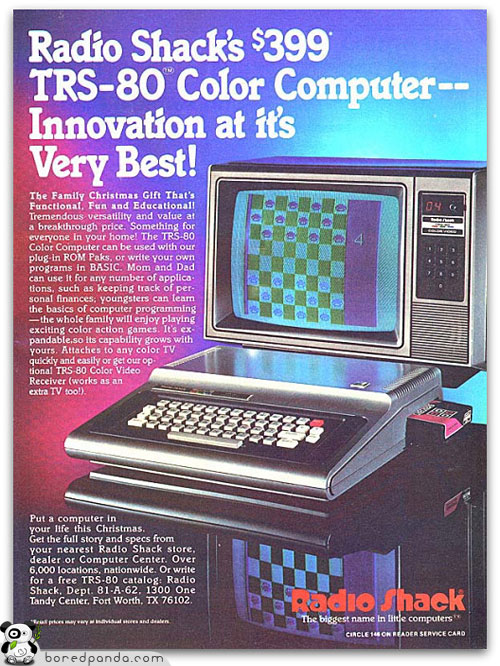 Radio Shack's $399*
TRS-80™ Color Computer--
Innovation at it's
Very Best!
The Family Christmas Gift That's
Functional, Fun and Educational!
Tremendous versatility and value at
a breakthrough price. Something for
everyone in your home! The TRS-80
Color Computer can be used with our
plug-in ROM Paks, or write your own
programs in BASIC. Mom and Dad
can use it for any number of applica-
tions, such as keeping track of per-
sonal finances; youngsters can learn
the basics of computer programming
—the whole family will enjoy playing
exciting color action games. It's ex-
pandable, so its capability grows with
yours. Attaches to any color TV
quickly and easily or get our op-
tional TRS-80 Color Video
Receiver (works as an
extra TV too!).
04
4
Put a computer in
your life this Christmas.
Get the full story and specs from
your nearest Radio Shack store,
dealer or Computer Center. Over
6,000 locations, nationwide. Or write
for a free TRS-80 catalog: Radio
Shack, Dept. 81-A-62, 1300 One
Tandy Center, Fort Worth, TX 76102.
*Retail prices may vary at individual stores and dealers.
Radio Shack
The biggest name in little computers™
CIRCLE 146 ON READER SERVICE CARD
boredpanda.com